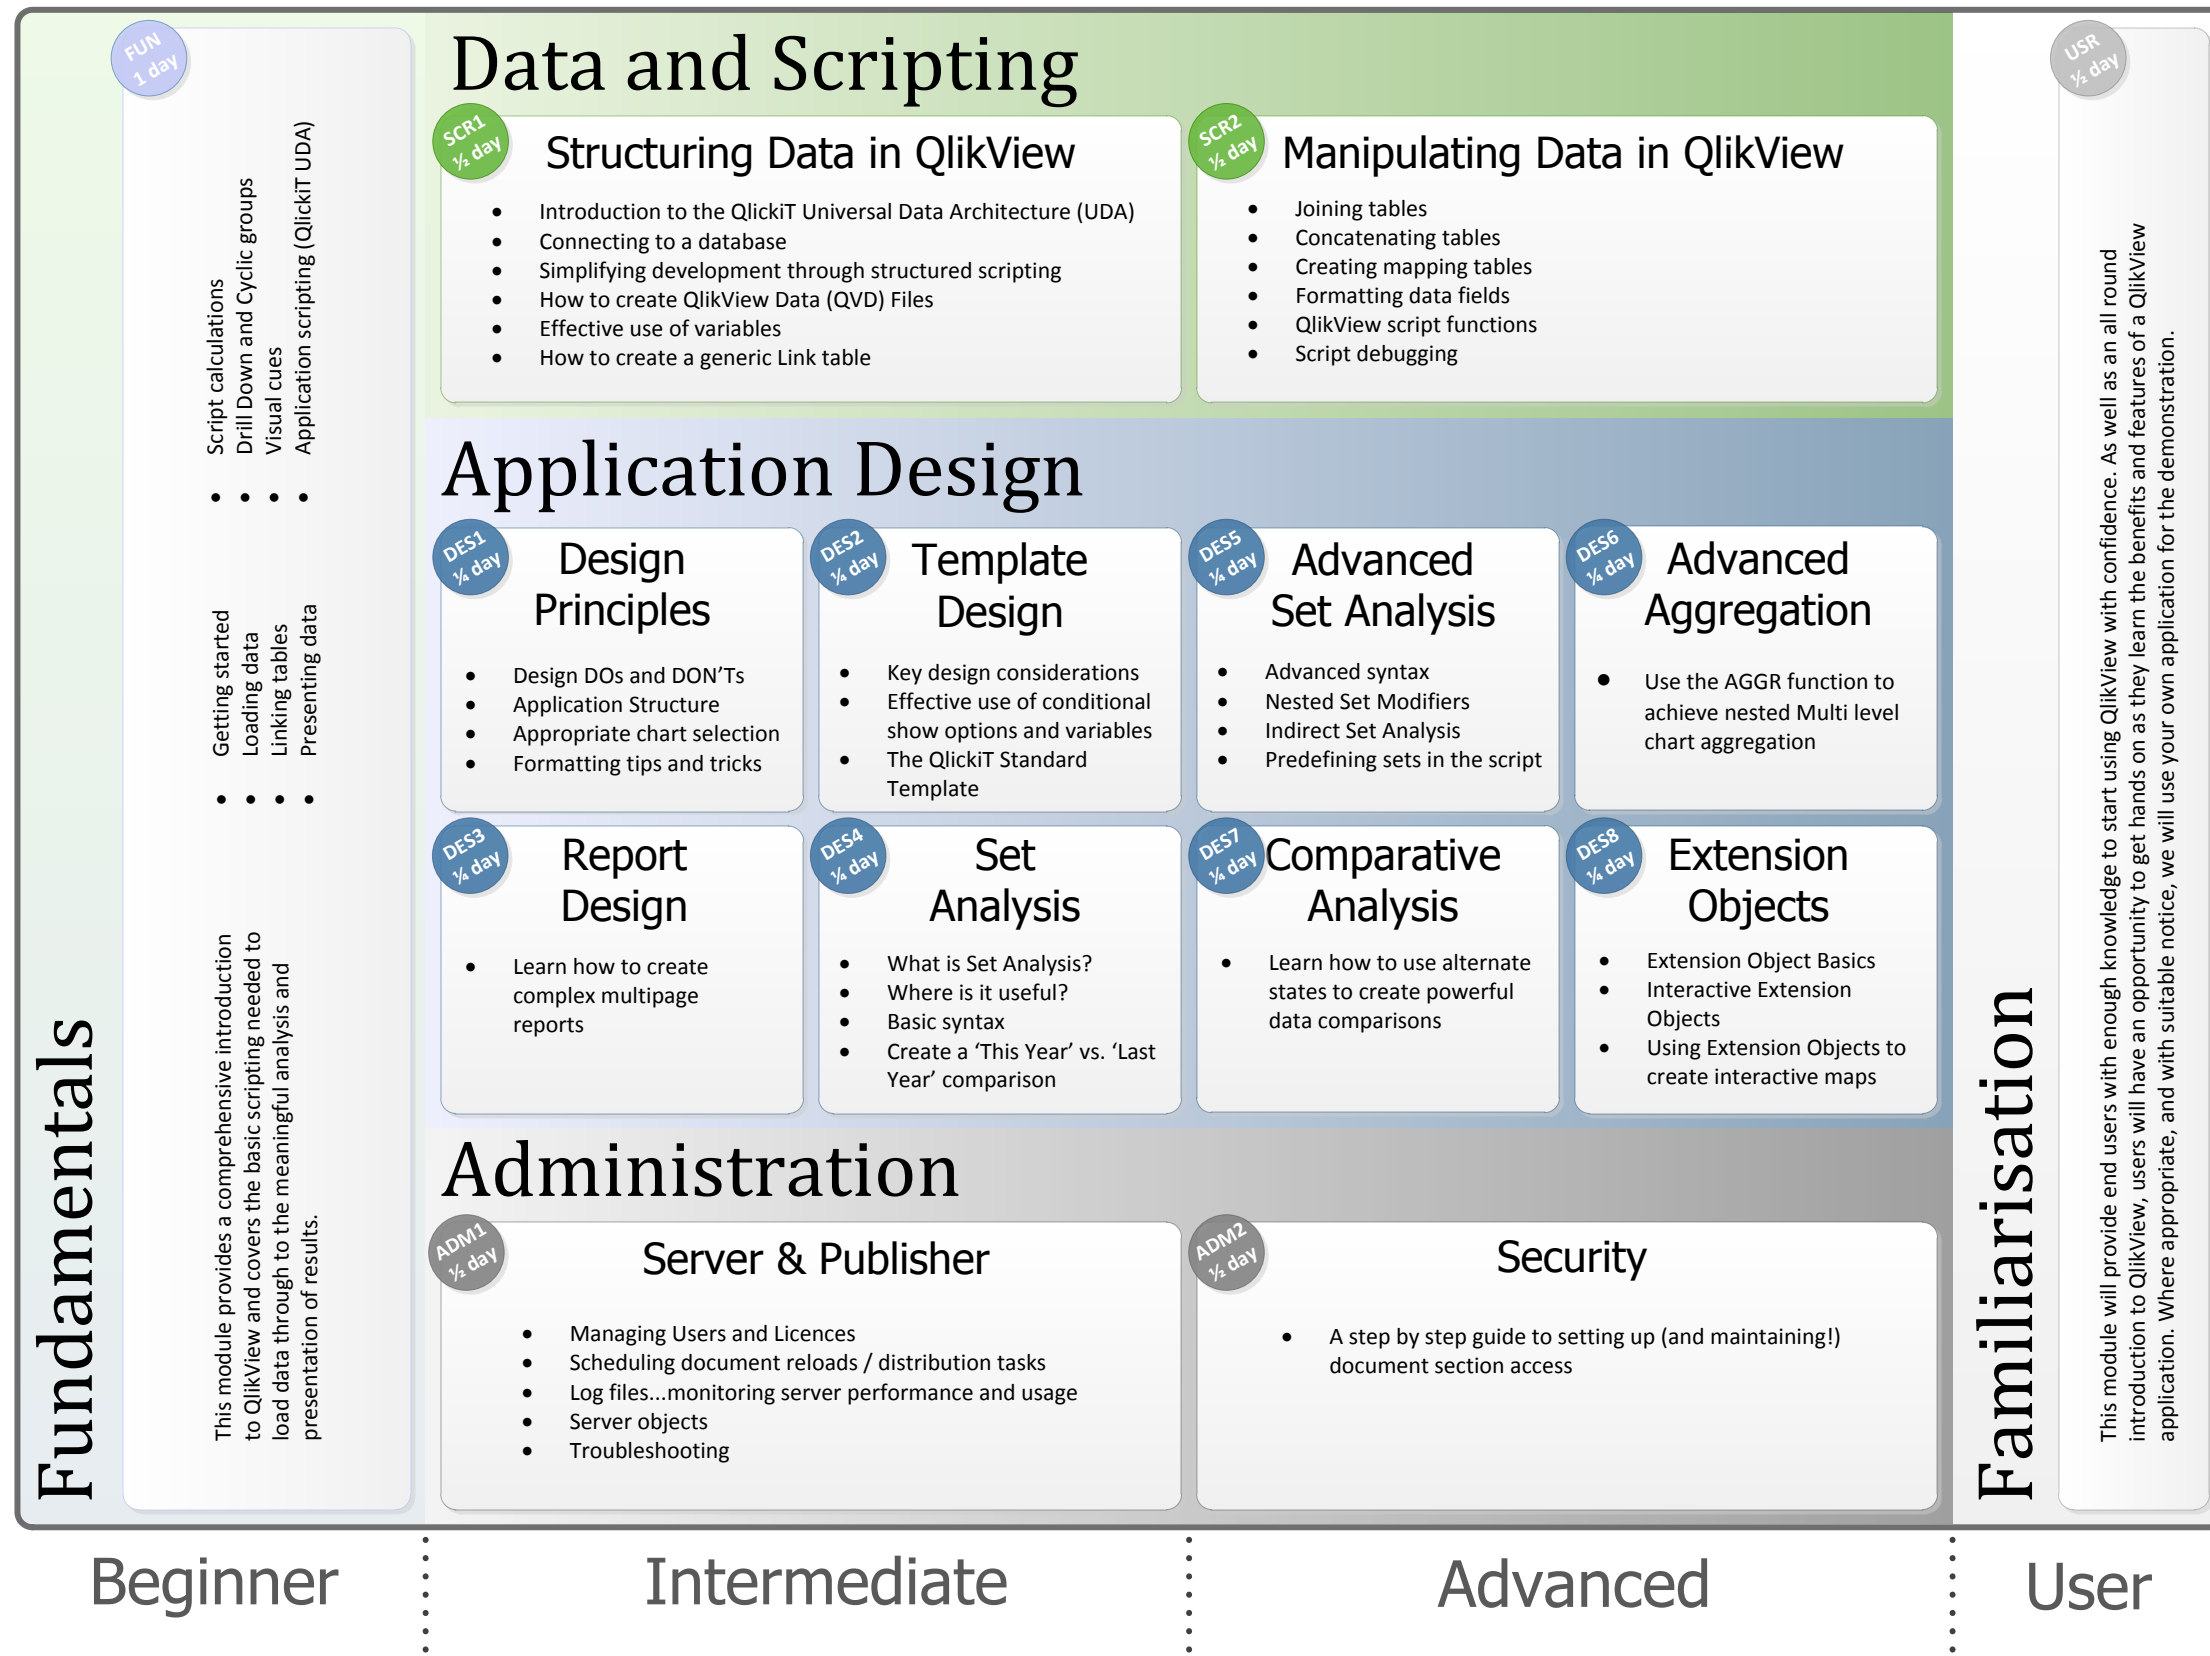 Fundamentals
FUN
1 day
This module provides a comprehensive introduction
to QlikView and covers the basic scripting needed to
load data through to the meaningful analysis and
presentation of results.
• Getting started
• Loading data
• Linking tables
• Presenting data
• Script calculations
• Drill Down and Cyclic groups
• Visual cues
• Application scripting (QlickiT UDA)
Data and Scripting
SCR1
½ day
Structuring Data in QlikView
• Introduction to the QlickiT Universal Data Architecture (UDA)
• Connecting to a database
• Simplifying development through structured scripting
• How to create QlikView Data (QVD) Files
• Effective use of variables
• How to create a generic Link table
SCR2
½ day
Manipulating Data in QlikView
• Joining tables
• Concatenating tables
• Creating mapping tables
• Formatting data fields
• QlikView script functions
• Script debugging
Application Design
DES1
¼ day
Design
Principles
• Design DOs and DON’Ts
• Application Structure
• Appropriate chart selection
• Formatting tips and tricks
DES2
¼ day
Template
Design
• Key design considerations
• Effective use of conditional
show options and variables
• The QlickiT Standard
Template
DES5
¼ day
Advanced
Set Analysis
• Advanced syntax
• Nested Set Modifiers
• Indirect Set Analysis
• Predefining sets in the script
DES6
¼ day
Advanced
Aggregation
• Use the AGGR function to
achieve nested Multi level
chart aggregation
DES3
¼ day
Report
Design
• Learn how to create
complex multipage
reports
DES4
¼ day
Set
Analysis
• What is Set Analysis?
• Where is it useful?
• Basic syntax
• Create a ‘This Year’ vs. ‘Last
Year’ comparison
DES7
¼ day
Comparative
Analysis
• Learn how to use alternate
states to create powerful
data comparisons
DES8
¼ day
Extension
Objects
• Extension Object Basics
• Interactive Extension
Objects
• Using Extension Objects to
create interactive maps
Administration
ADM1
½ day
Server & Publisher
• Managing Users and Licences
• Scheduling document reloads / distribution tasks
• Log files...monitoring server performance and usage
• Server objects
• Troubleshooting
ADM2
½ day
Security
• A step by step guide to setting up (and maintaining!)
document section access
Familiarisation
USR
½ day
This module will provide end users with enough knowledge to start using QlikView with confidence. As well as an all round
introduction to QlikView, users will have an opportunity to get hands on as they learn the benefits and features of a QlikView
application. Where appropriate, and with suitable notice, we will use your own application for the demonstration.
Beginner
Intermediate
Advanced
User